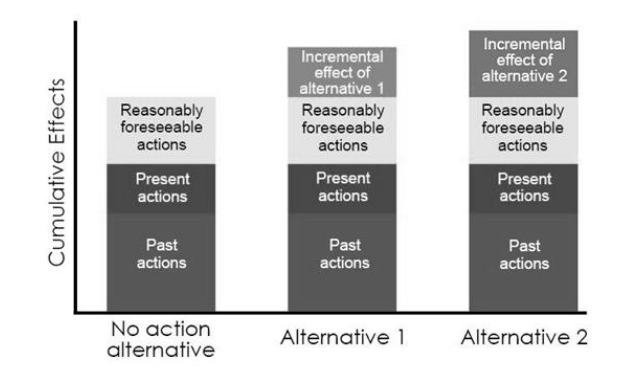 Cumulative Effects
Reasonably
foreseeable
actions
Present
actions
Past
actions
No action
alternative
Incremental
effect of
alternative 1
Reasonably
foreseeable
actions
Present
actions
Past
actions
Alternative 1
Incremental
effect of
alternative 2
Reasonably
foreseeable
actions
Present
actions
Past
actions
Alternative 2